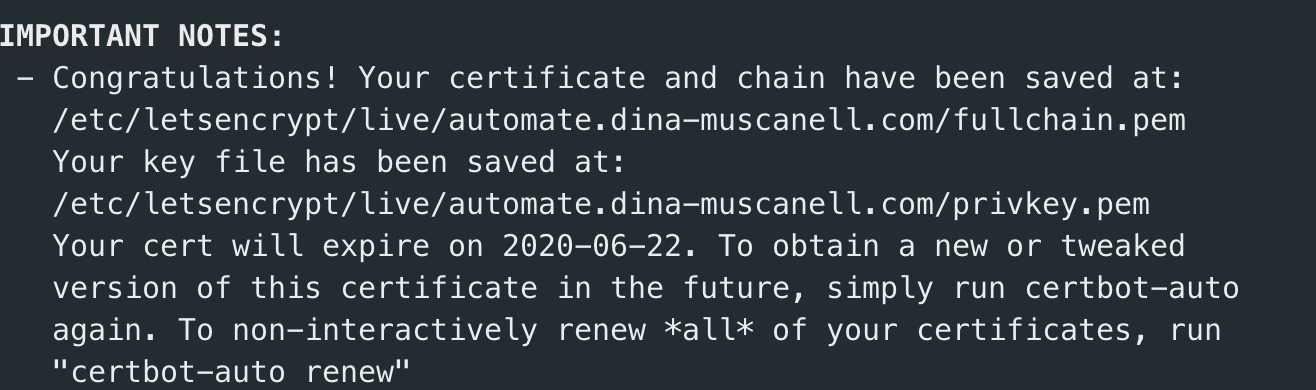 IMPORTANT NOTES:
- Congratulations! Your certificate and chain have been saved at:
/etc/letsencrypt/live/automate.dina-muscanell.com/fullchain.pem
Your key file has been saved at:
/etc/letsencrypt/live/automate.dina-muscanell.com/privkey.pem
Your cert will expire on 2020-06-22. To obtain a new or tweaked
version of this certificate in the future, simply run certbot-auto
again. To non-interactively renew *all* of your certificates, run
"certbot-auto renew"